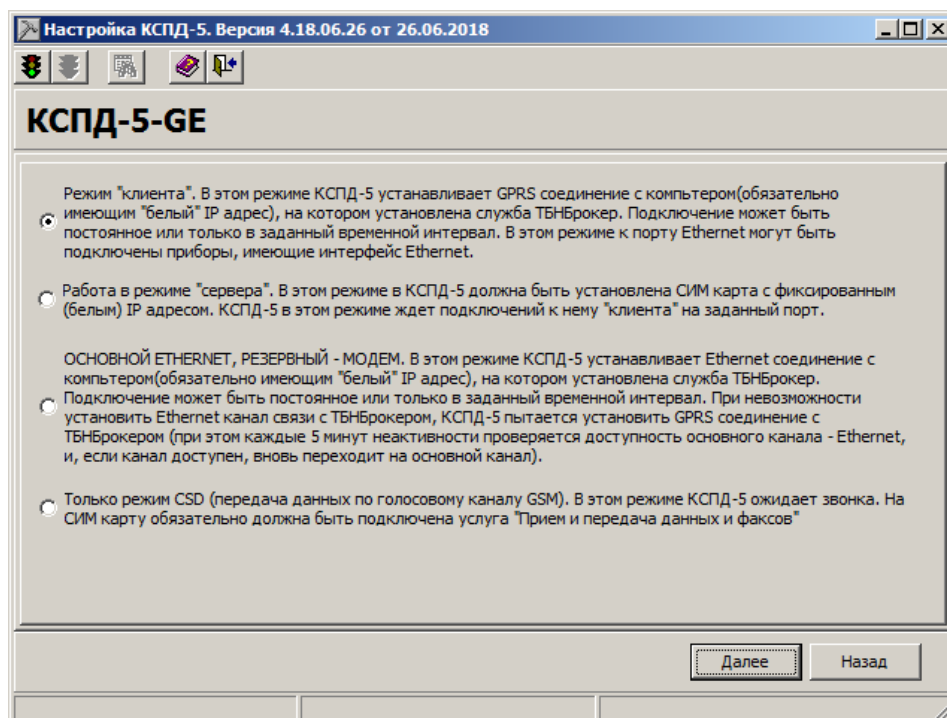 Настройка КСПД-5. Версия 4.18.06.26 от 26.06.2018
КСПД-5-GE
Режим "клиента". В этом режиме КСПД-5 устанавливает GPRS соединение с компьтером(обязательно
имеющим "белый" IP адрес), на котором установлена служба ТБНБрокер. Подключение может быть
постоянное или только в заданный временной интервал. В этом режиме к порту Ethernet могут быть
подключены приборы, имеющие интерфейс Ethernet.
Работа в режиме "сервера". В этом режиме в КСПД-5 должна быть установлена СИМ карта с фиксированным
(белым) IP адресом. КСПД-5 в этом режиме ждет подключений к нему "клиента" на заданный порт.
ОСНОВНОЙ ETHERNET, РЕЗЕРВНЫЙ - МОДЕМ. В этом режиме КСПД-5 устанавливает Ethernet соединение с
компьтером(обязательно имеющим "белый" IP адрес), на котором установлена служба ТБНБрокер.
Подключение может быть постоянное или только в заданный временной интервал. При невозможности
установить Ethernet канал связи с ТБНБрокером, КСПД-5 пытается установить GPRS соединение с
ТБНБрокером (при этом каждые 5 минут неактивности проверяется доступность основного канала - Ethernet,
и, если канал доступен, вновь переходит на основной канал).
Только режим CSD (передача данных по голосовому каналу GSM). В этом режиме КСПД-5 ожидает звонка. На
СИМ карту обязательно должна быть подключена услуга "Прием и передача данных и факсов"
Далее
Назад